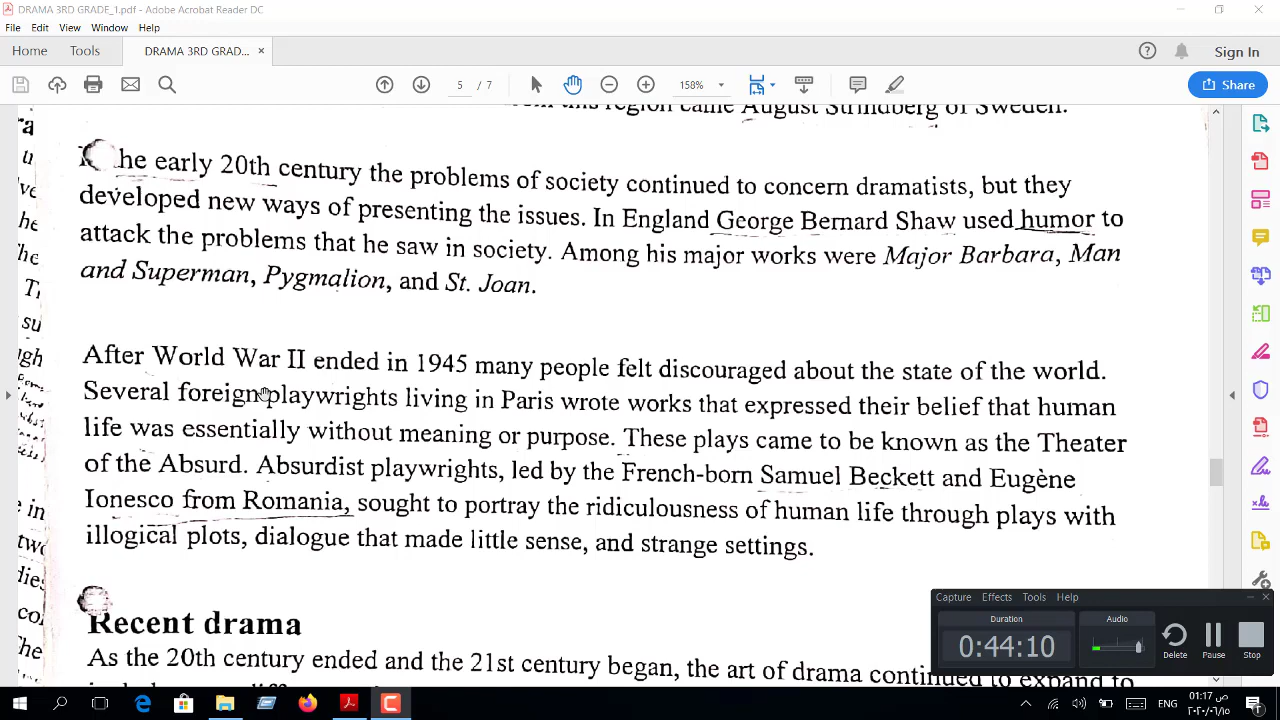 DRAMA 3RD GRADE_1.pdf - Adobe Acrobat Reader DC
File Edit View Window Help
Home Tools DRAMA 3RD GRAD... × Sign In
5 / 7 158% Share
this region came August Strindberg of Sweden.
he early 20th century the problems of society continued to concern dramatists, but they
developed new ways of presenting the issues. In England George Bernard Shaw used humor to
attack the problems that he saw in society. Among his major works were Major Barbara, Man
and Superman, Pygmalion, and St. Joan.
After World War II ended in 1945 many people felt discouraged about the state of the world.
Several foreign playwrights living in Paris wrote works that expressed their belief that human
life was essentially without meaning or purpose. These plays came to be known as the Theater
of the Absurd. Absurdist playwrights, led by the French-born Samuel Beckett and Eugène
Ionesco from Romania, sought to portray the ridiculousness of human life through plays with
illogical plots, dialogue that made little sense, and strange settings.
Recent drama
As the 20th century ended and the 21st century began, the art of drama continued to expand to
Capture Effects Tools Help
Duration Audio
0:44:10 Delete Pause Stop
ENG 01:17 ص